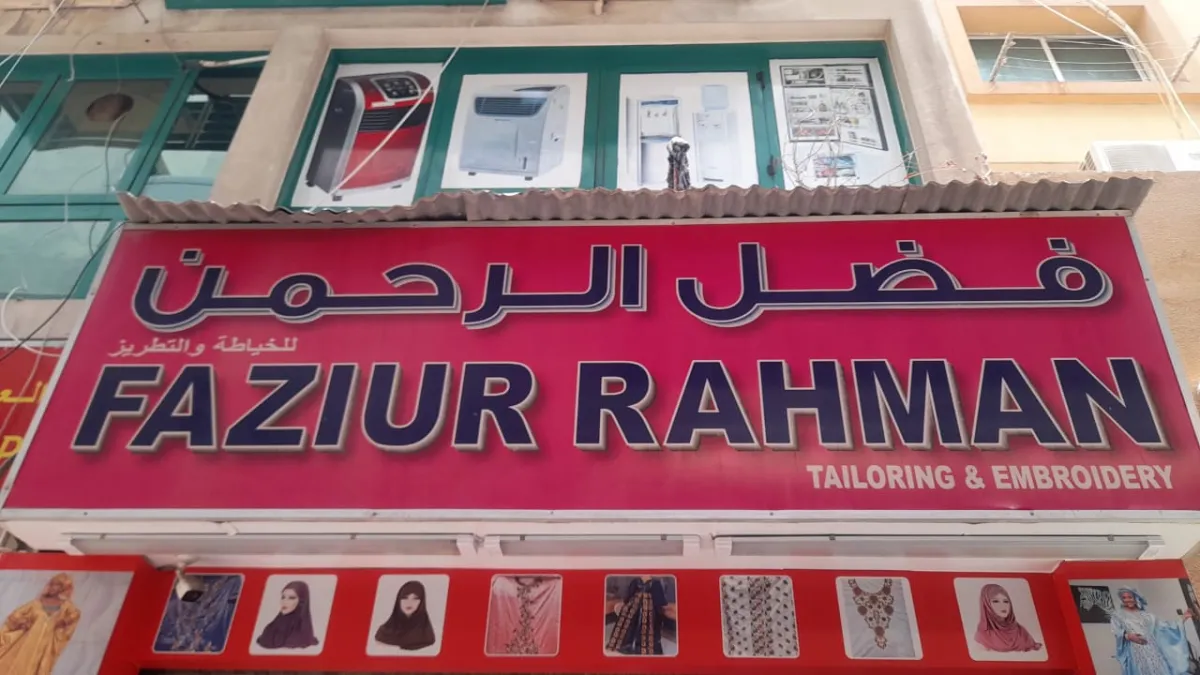 فضل الرحمن
للخياطة والتطريز
FAZIUR RAHMAN
TAILORING & EMBROIDERY